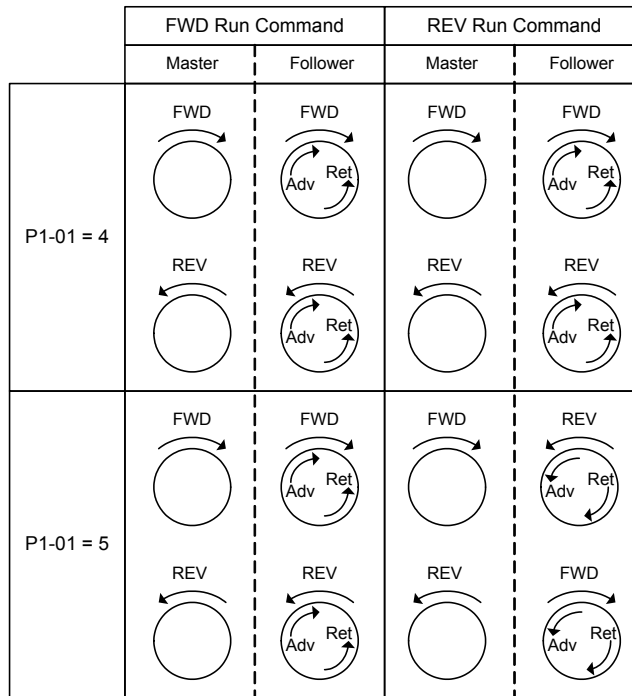 FWD Run Command REV Run Command
Master Follower Master Follower
FWD FWD FWD FWD
Adv Ret Adv Ret
P1-01 = 4
REV REV REV REV
Adv Ret Adv Ret
FWD FWD FWD REV
Adv Ret Adv Ret
P1-01 = 5
REV REV REV FWD
Adv Ret Adv Ret